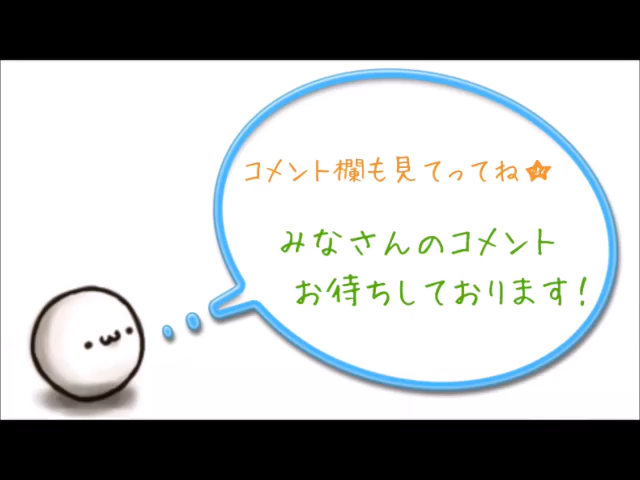 コメント欄も見てってね★
みなさんのコメント
お待ちしております!